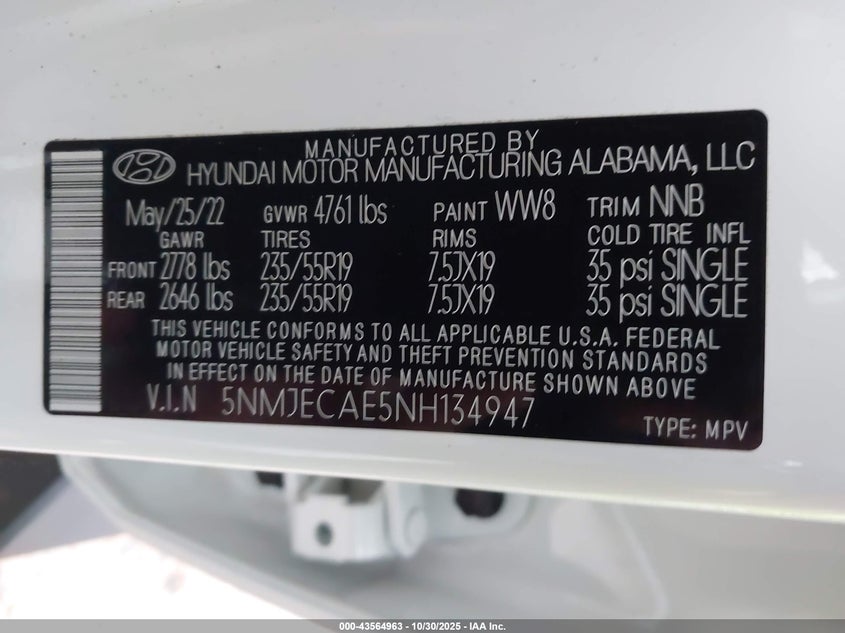 MANUFACTURED BY
HYUNDAI MOTOR MANUFACTURING ALABAMA, LLC
May/25/22 GVWR 4761 lbs PAINT WW8 TRIM NNB
GAWR TIRES RIMS COLD TIRE INFL
FRONT 2778 lbs 235/55R19 7.5JX19 35 psi SINGLE
REAR 2646 lbs 235/55R19 7.5JX19 35 psi SINGLE
THIS VEHICLE CONFORMS TO ALL APPLICABLE U.S.A. FEDERAL
MOTOR VEHICLE SAFETY AND THEFT PREVENTION STANDARDS
IN EFFECT ON THE DATE OF MANUFACTURE SHOWN ABOVE
V.I.N 5NMJECAE5NH134947
TYPE: MPV
000-43564963 - 10/30/2025 - IAA Inc.